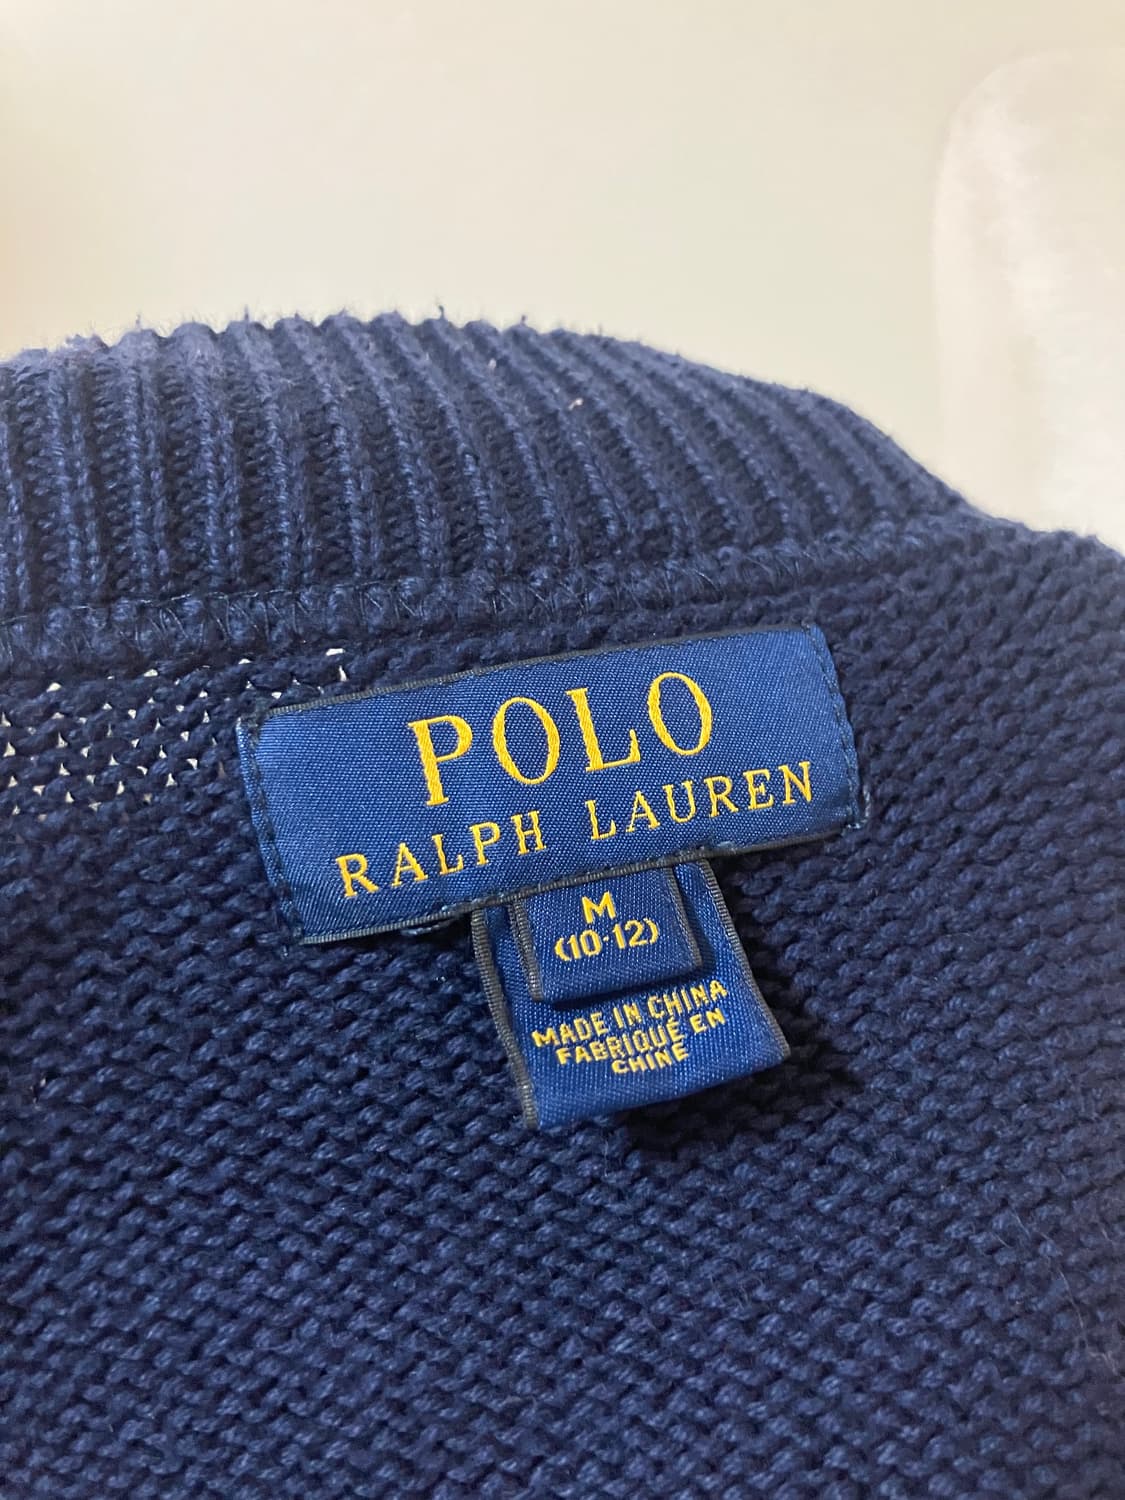 POLO
RALPH LAUREN
M
(10-12)
MADE IN CHINA
FABRIQUÉ EN
CHINE